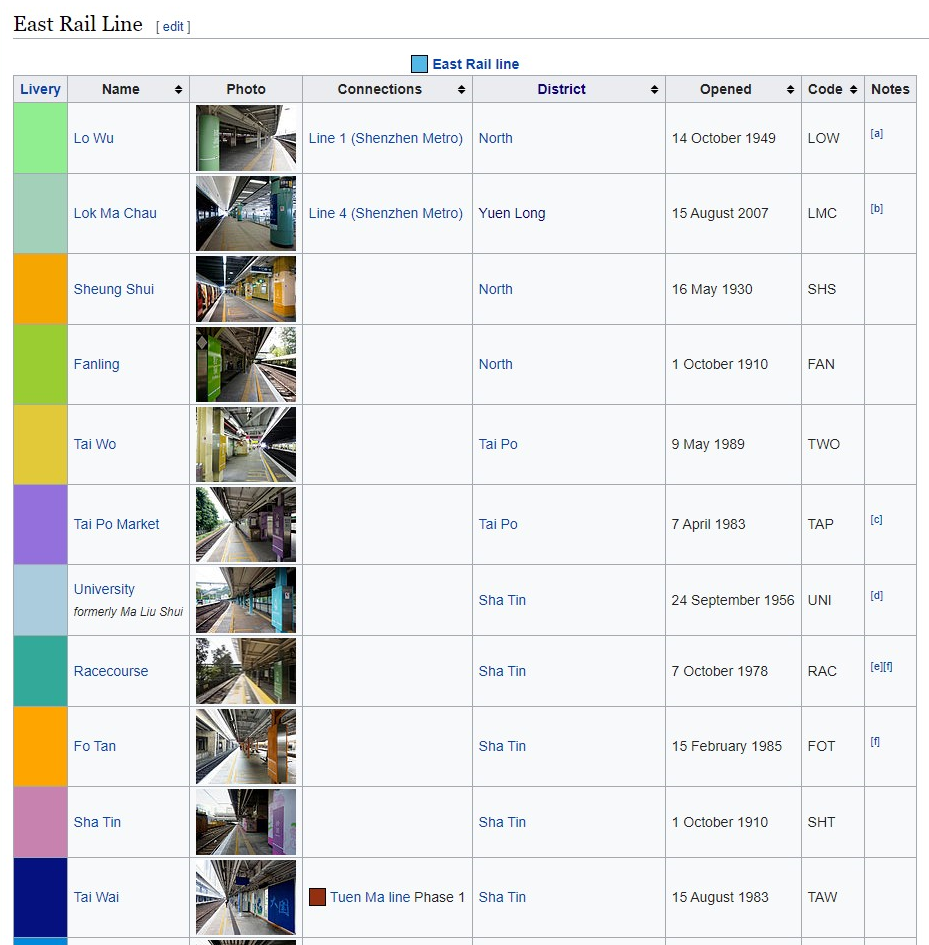 East Rail Line [ edit ]
East Rail line
Livery Name Photo Connections District Opened Code Notes
Lo Wu Line 1 (Shenzhen Metro) North 14 October 1949 LOW [a]
Lok Ma Chau Line 4 (Shenzhen Metro) Yuen Long 15 August 2007 LMC [b]
Sheung Shui North 16 May 1930 SHS
Fanling North 1 October 1910 FAN
Tai Wo Tai Po 9 May 1989 TWO
Tai Po Market Tai Po 7 April 1983 TAP [c]
University
formerly Ma Liu Shui Sha Tin 24 September 1956 UNI [d]
Racecourse Sha Tin 7 October 1978 RAC [e][f]
Fo Tan Sha Tin 15 February 1985 FOT [f]
Sha Tin Sha Tin 1 October 1910 SHT
Tai Wai Tuen Ma line Phase 1 Sha Tin 15 August 1983 TAW